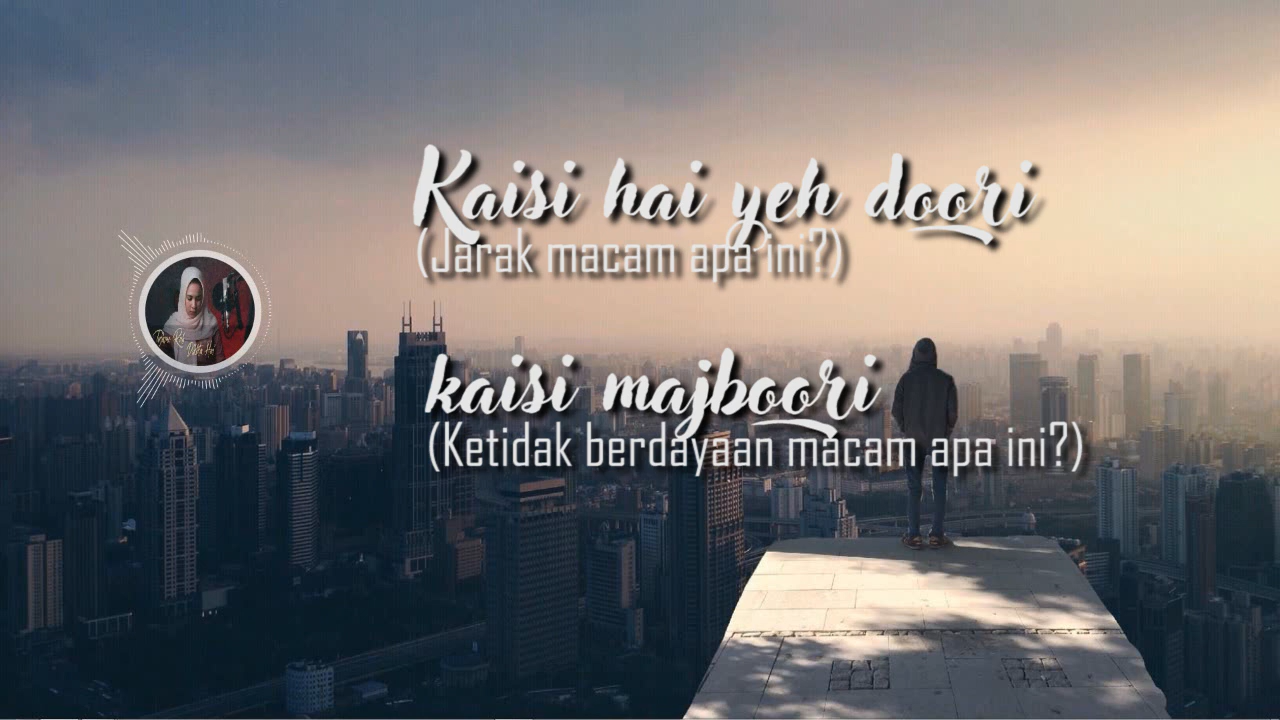 Kaisi hai yeh doori
(Jarak macam apa ini?)
kaisi majboori
(Ketidak berdayaan macam apa ini?)